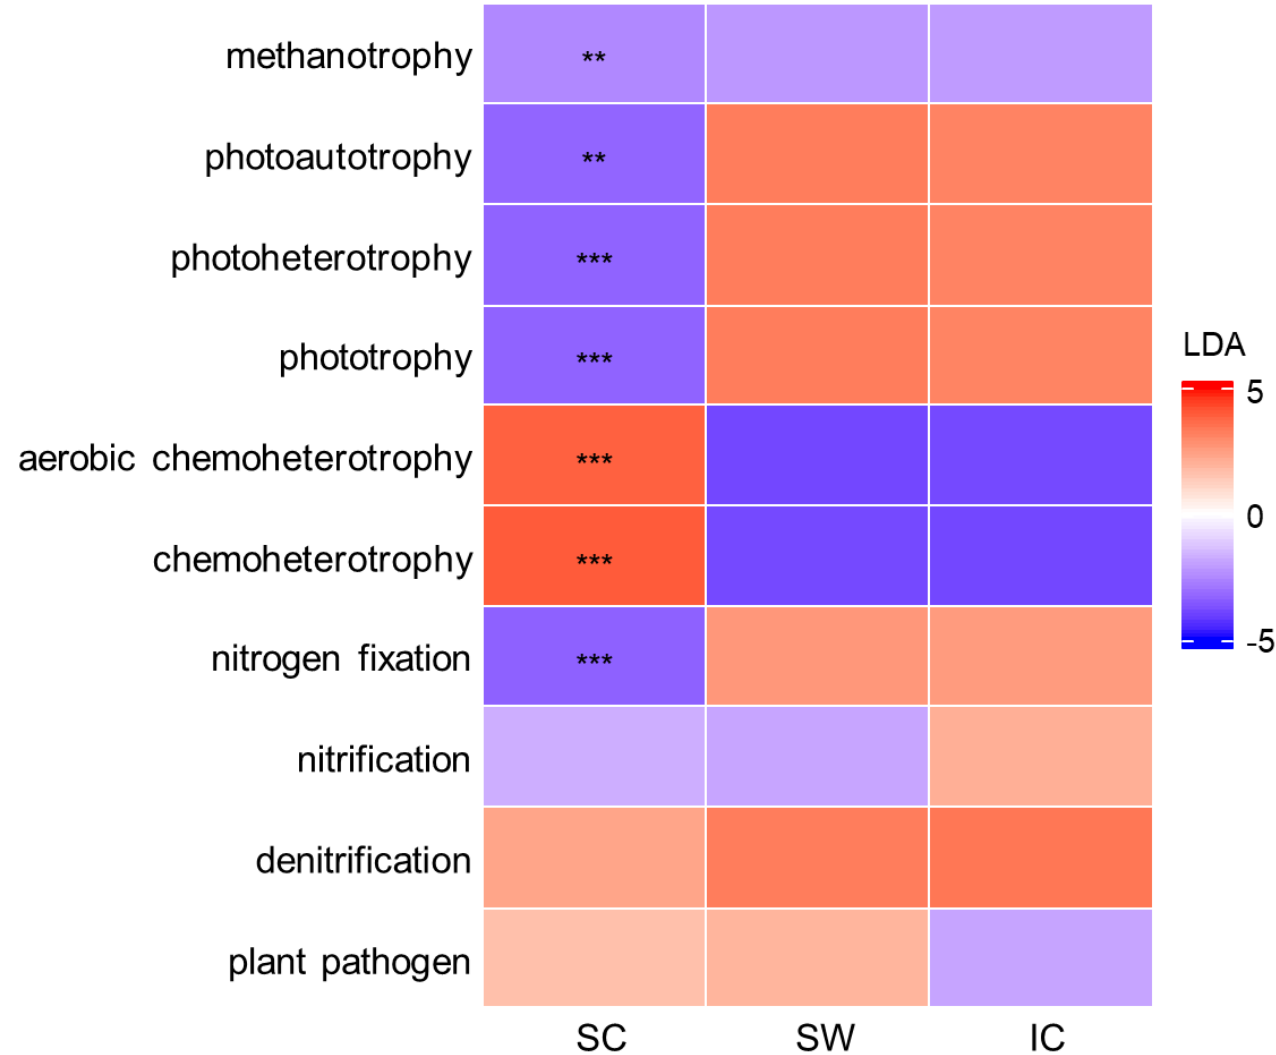 methanotrophy **
photoautotrophy **
photoheterotrophy ***
phototrophy ***
aerobic chemoheterotrophy ***
chemoheterotrophy ***
nitrogen fixation ***
nitrification
denitrification
plant pathogen
SC SW IC
LDA
5
0
-5